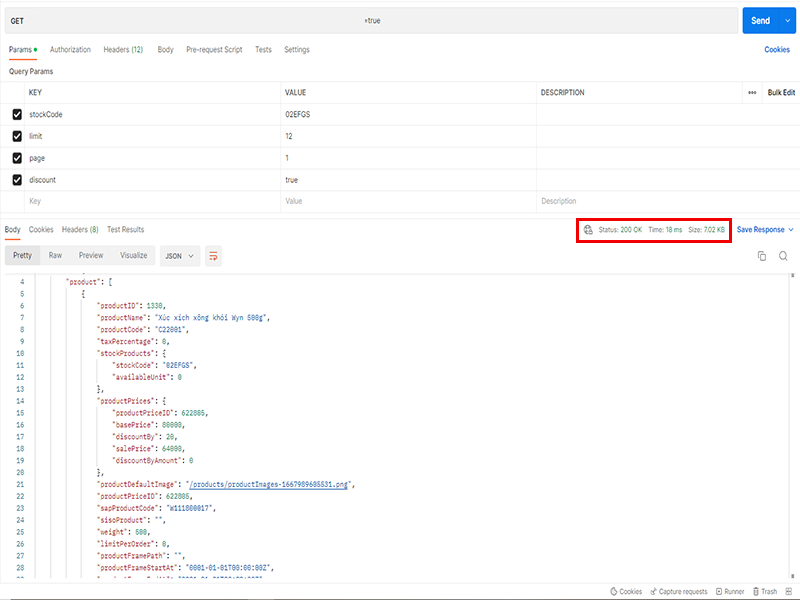 GET =true Send
Params Authorization Headers (12) Body Pre-request Script Tests Settings Cookies
Query Params
KEY VALUE DESCRIPTION Bulk Edit
stockCode 02EFGS
limit 12
page 1
discount true
Key Value Description
Body Cookies Headers (8) Test Results Status: 200 OK Time: 18 ms Size: 7.02 KB Save Response
Pretty Raw Preview Visualize JSON
4 "product": [
5 {
6 "productID": 1330,
7 "productName": "Xúc xích xông khói Wyn 500g",
8 "productCode": "C22001",
9 "taxPercentage": 0,
10 "stockProducts": {
11 "stockCode": "02EFGS",
12 "availableUnit": 0
13 },
14 "productPrices": {
15 "productPriceID": 622805,
16 "basePrice": 80000,
17 "discountBy": 20,
18 "salePrice": 64000,
19 "discountByAmount": 0
20 },
21 "productDefaultImage": "/products/productImages-1667989605531.png",
22 "productPriceID": 622805,
23 "sapProductCode": "W111800017",
24 "sisoProduct": "",
25 "weight": 500,
26 "limitPerOrder": 0,
27 "productFramePath": "",
28 "productFrameStartAt": "0001-01-01T00:00:00Z",
Cookies Capture requests Runner Trash